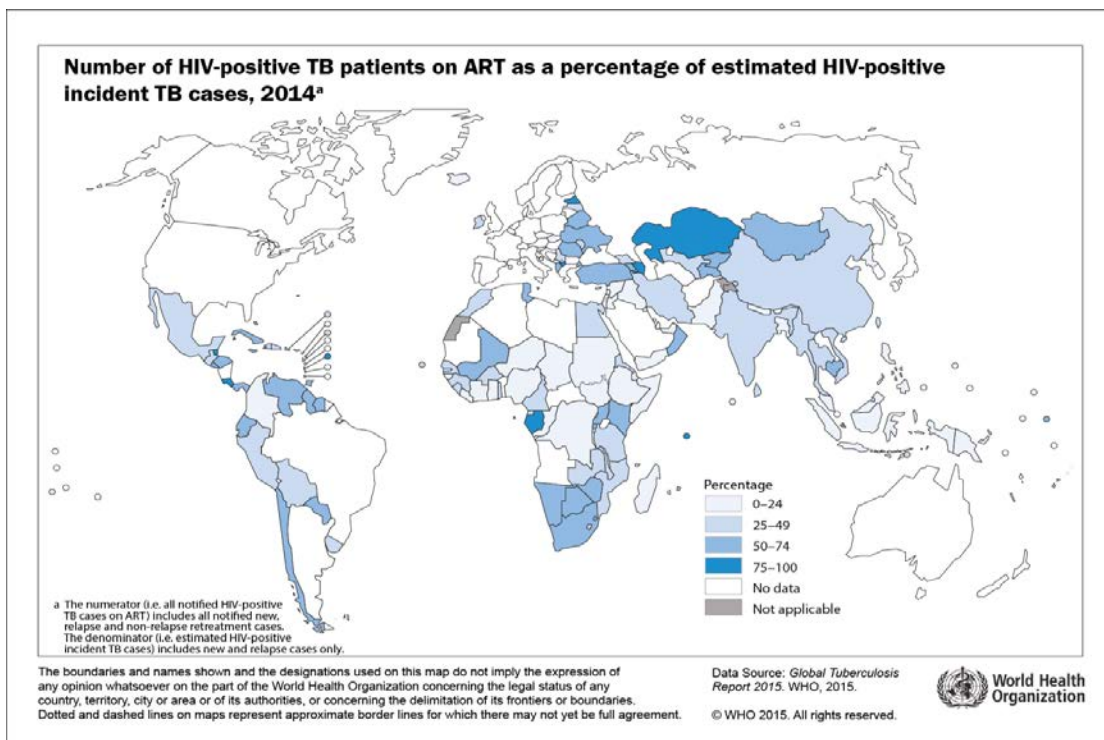 Number of HIV-positive TB patients on ART as a percentage of estimated HIV-positive
incident TB cases, 2014ª
Percentage
0–24
25–49
50–74
75–100
No data
Not applicable
a The numerator (i.e. all notified HIV-positive
TB cases on ART) includes all notified new,
relapse and non-relapse retreatment cases.
The denominator (i.e. estimated HIV-positive
incident TB cases) includes new and relapse cases only.
The boundaries and names shown and the designations used on this map do not imply the expression of
any opinion whatsoever on the part of the World Health Organization concerning the legal status of any
country, territory, city or area or of its authorities, or concerning the delimitation of its frontiers or boundaries.
Dotted and dashed lines on maps represent approximate border lines for which there may not yet be full agreement.
Data Source: Global Tuberculosis
Report 2015. WHO, 2015.
© WHO 2015. All rights reserved.
World Health
Organization